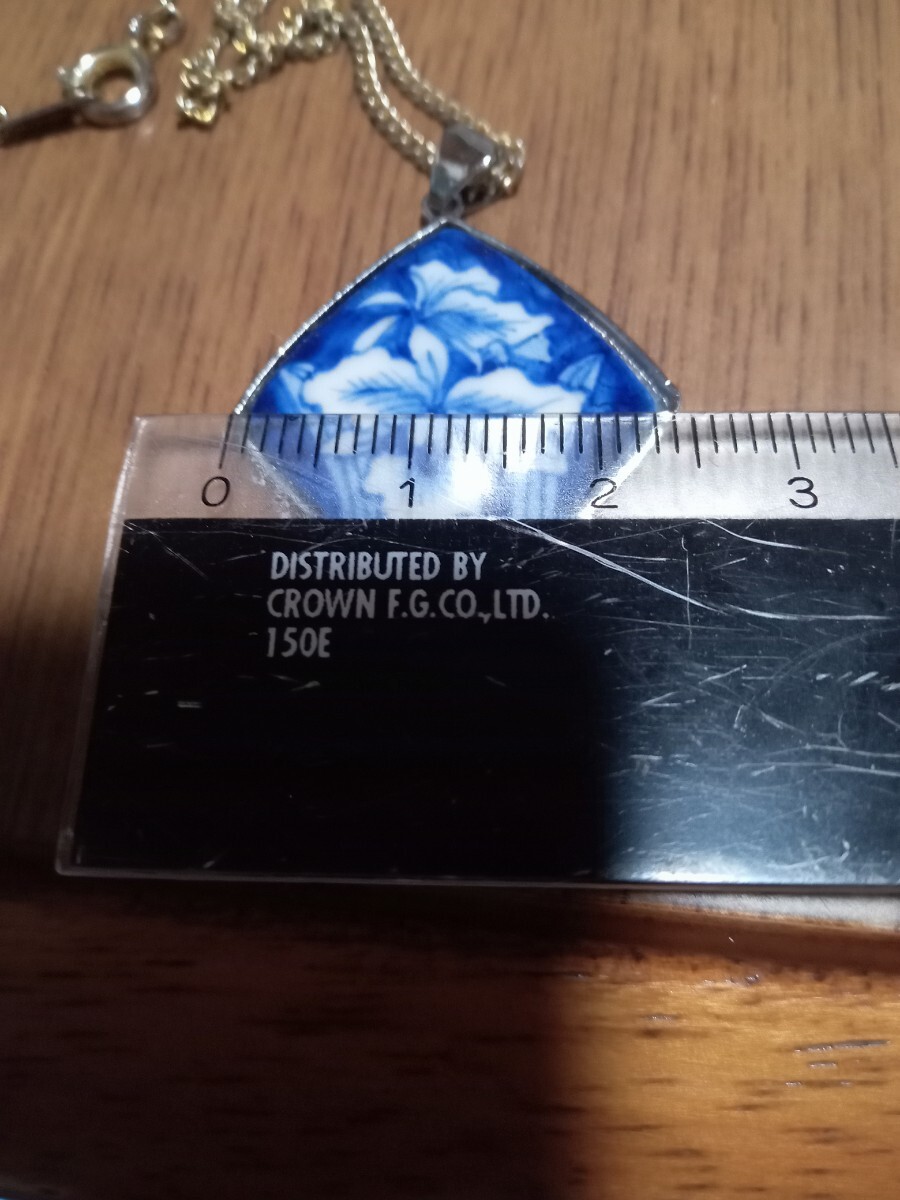 0 1 2 3
DISTRIBUTED BY
CROWN F.G.CO.,LTD.
150E